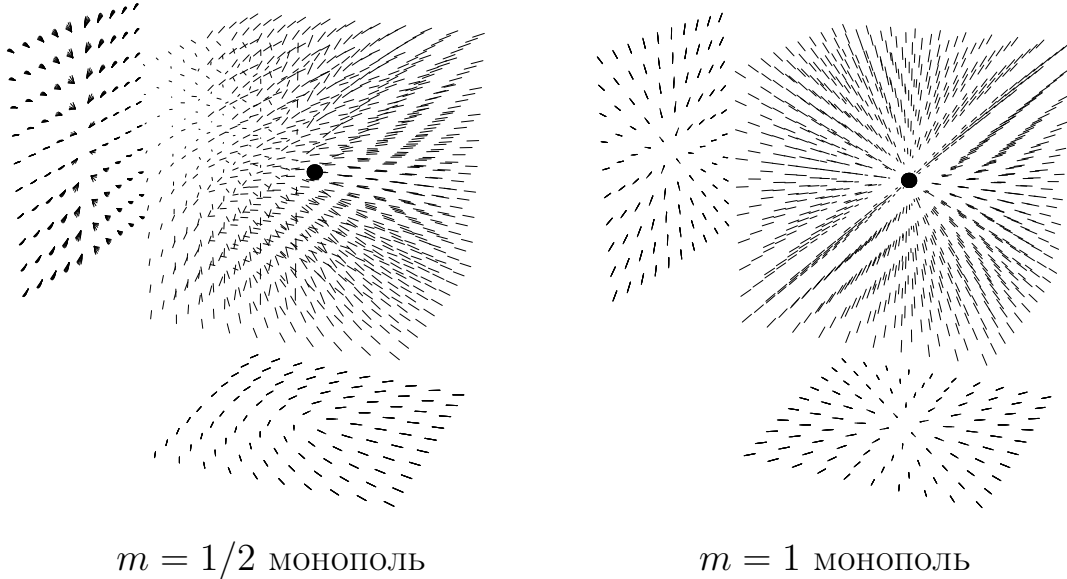 m = 1/2 монополь
m = 1 монополь